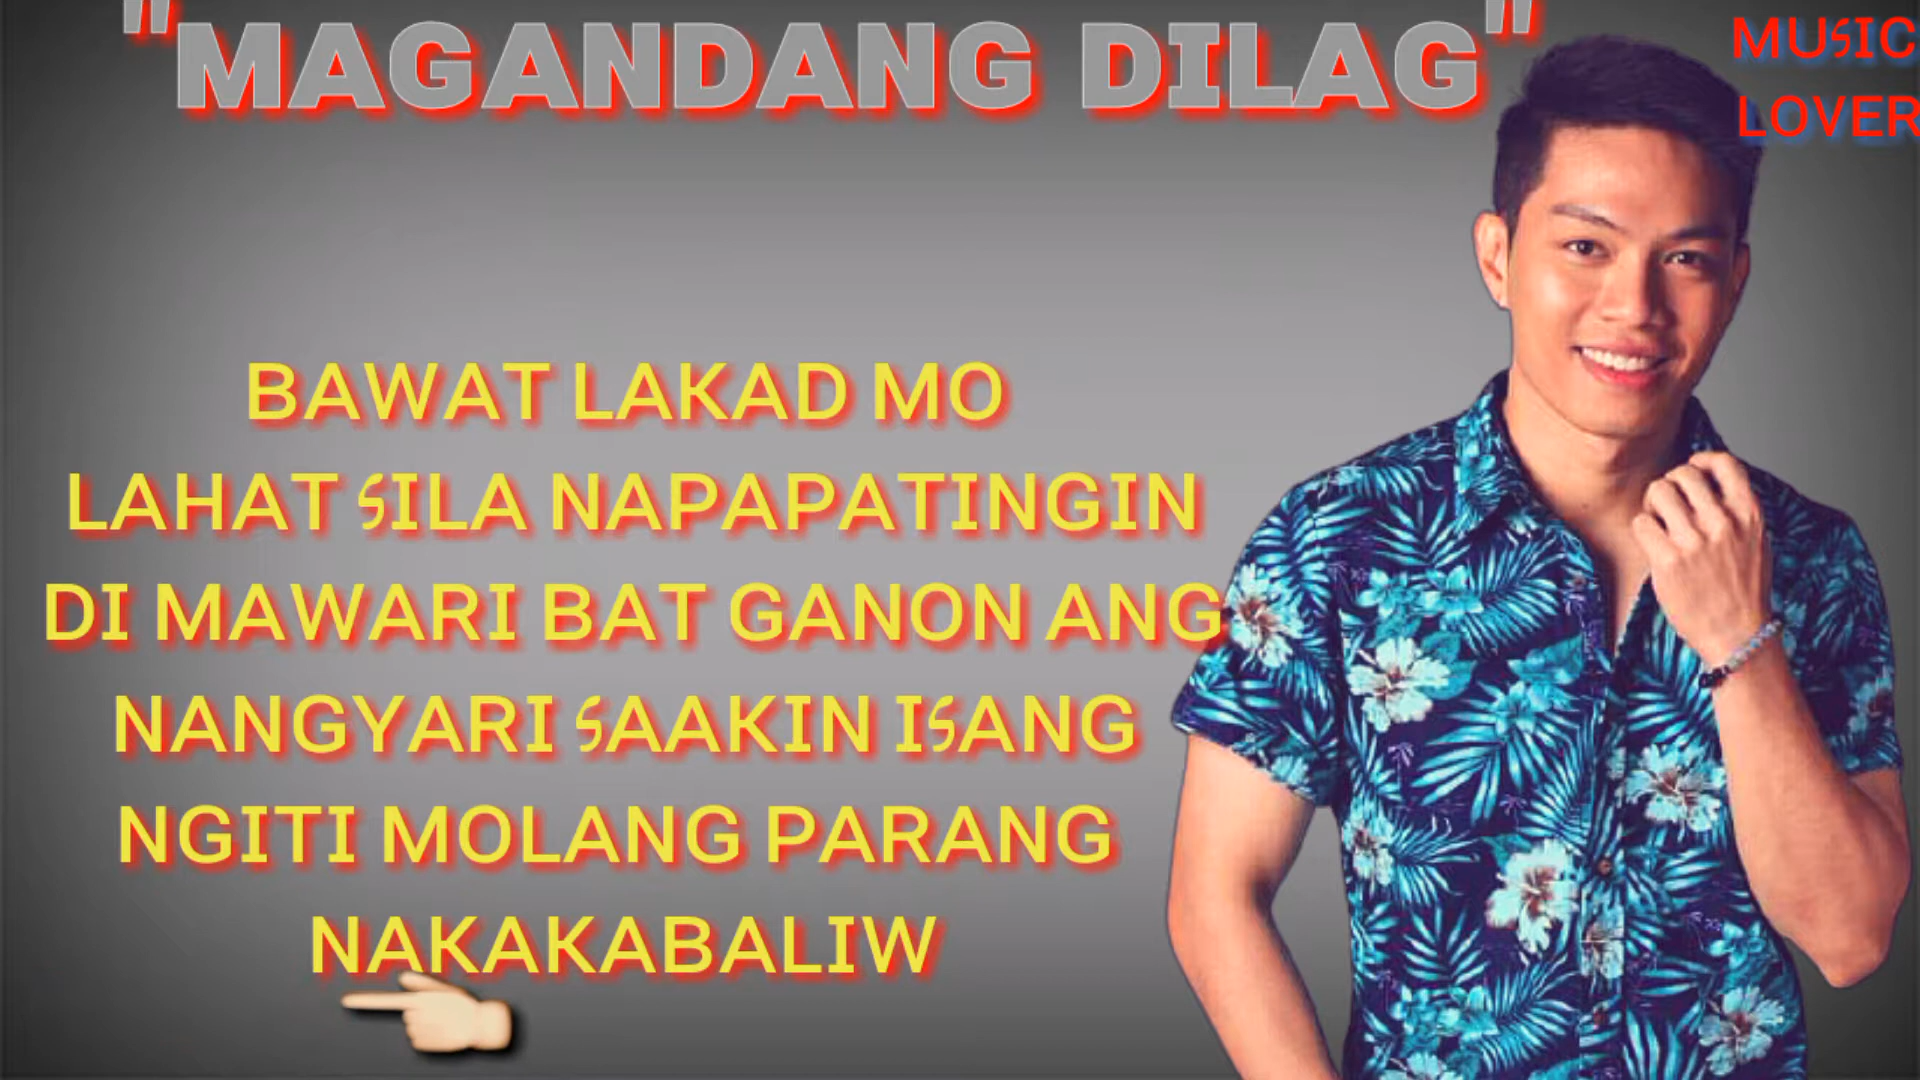 "MAGANDANG DILAG"
MUSIC
LOVER
BAWAT LAKAD MO
LAHAT SILA NAPAPATINGIN
DI MAWARI BAT GANON ANG
NANGYARI SAAKIN ISANG
NGITI MOLANG PARANG
NAKAKABALIW